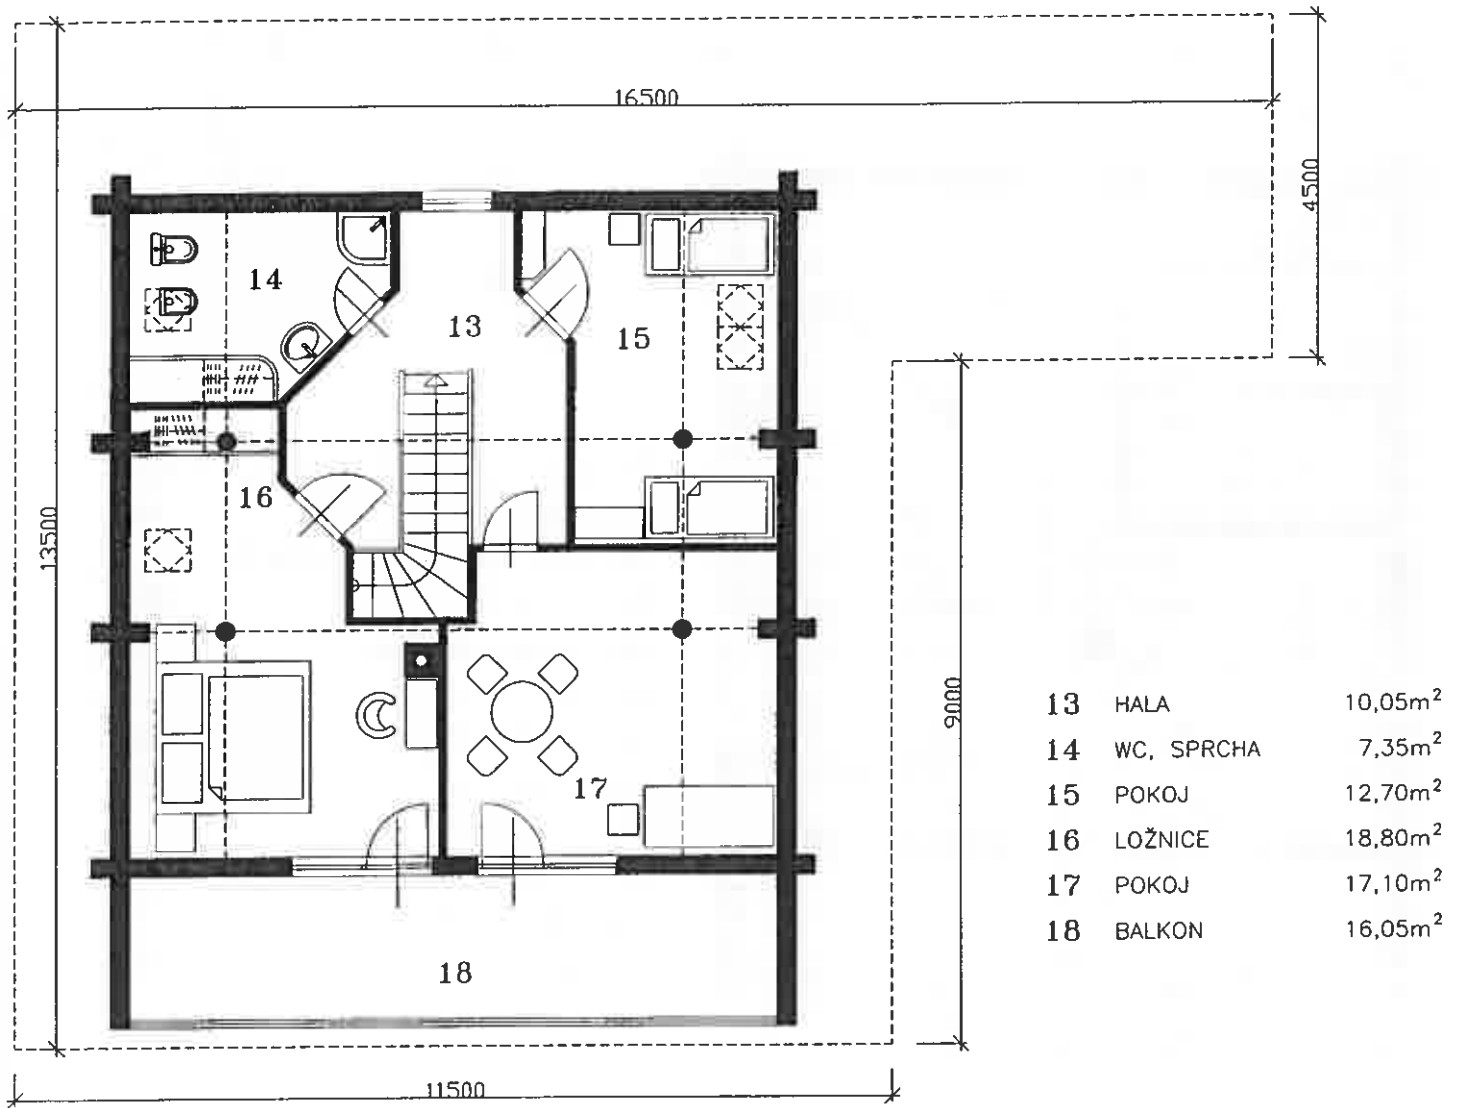 16500
4500
14
13
15
16
13500
9000
17
18
11500
13 HALA 10,05m²
14 WC, SPRCHA 7,35m²
15 POKOJ 12,70m²
16 LOŽNICE 18,80m²
17 POKOJ 17,10m²
18 BALKON 16,05m²